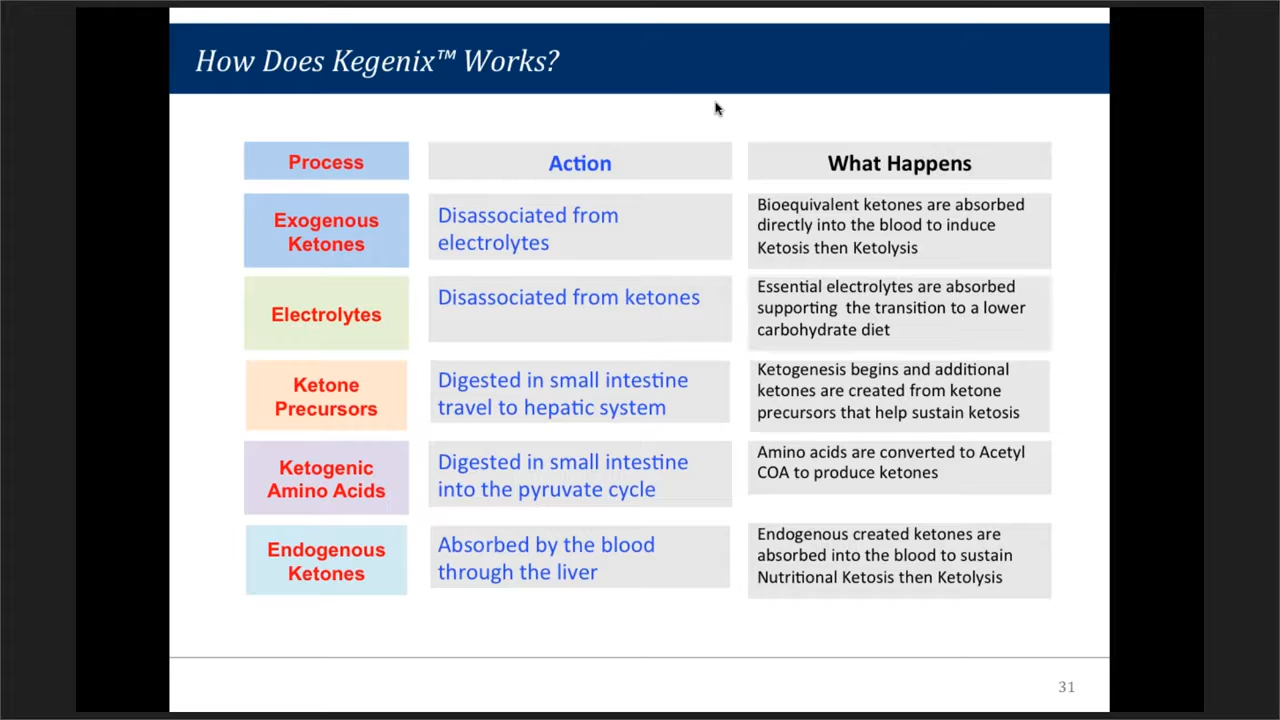 How Does Kegenix™ Works?
Process
Action
What Happens
Exogenous
Ketones
Disassociated from
electrolytes
Bioequivalent ketones are absorbed
directly into the blood to induce
Ketosis then Ketolysis
Electrolytes
Disassociated from ketones
Essential electrolytes are absorbed
supporting the transition to a lower
carbohydrate diet
Ketone
Precursors
Digested in small intestine
travel to hepatic system
Ketogenesis begins and additional
ketones are created from ketone
precursors that help sustain ketosis
Ketogenic
Amino Acids
Digested in small intestine
into the pyruvate cycle
Amino acids are converted to Acetyl
COA to produce ketones
Endogenous
Ketones
Absorbed by the blood
through the liver
Endogenous created ketones are
absorbed into the blood to sustain
Nutritional Ketosis then Ketolysis
31